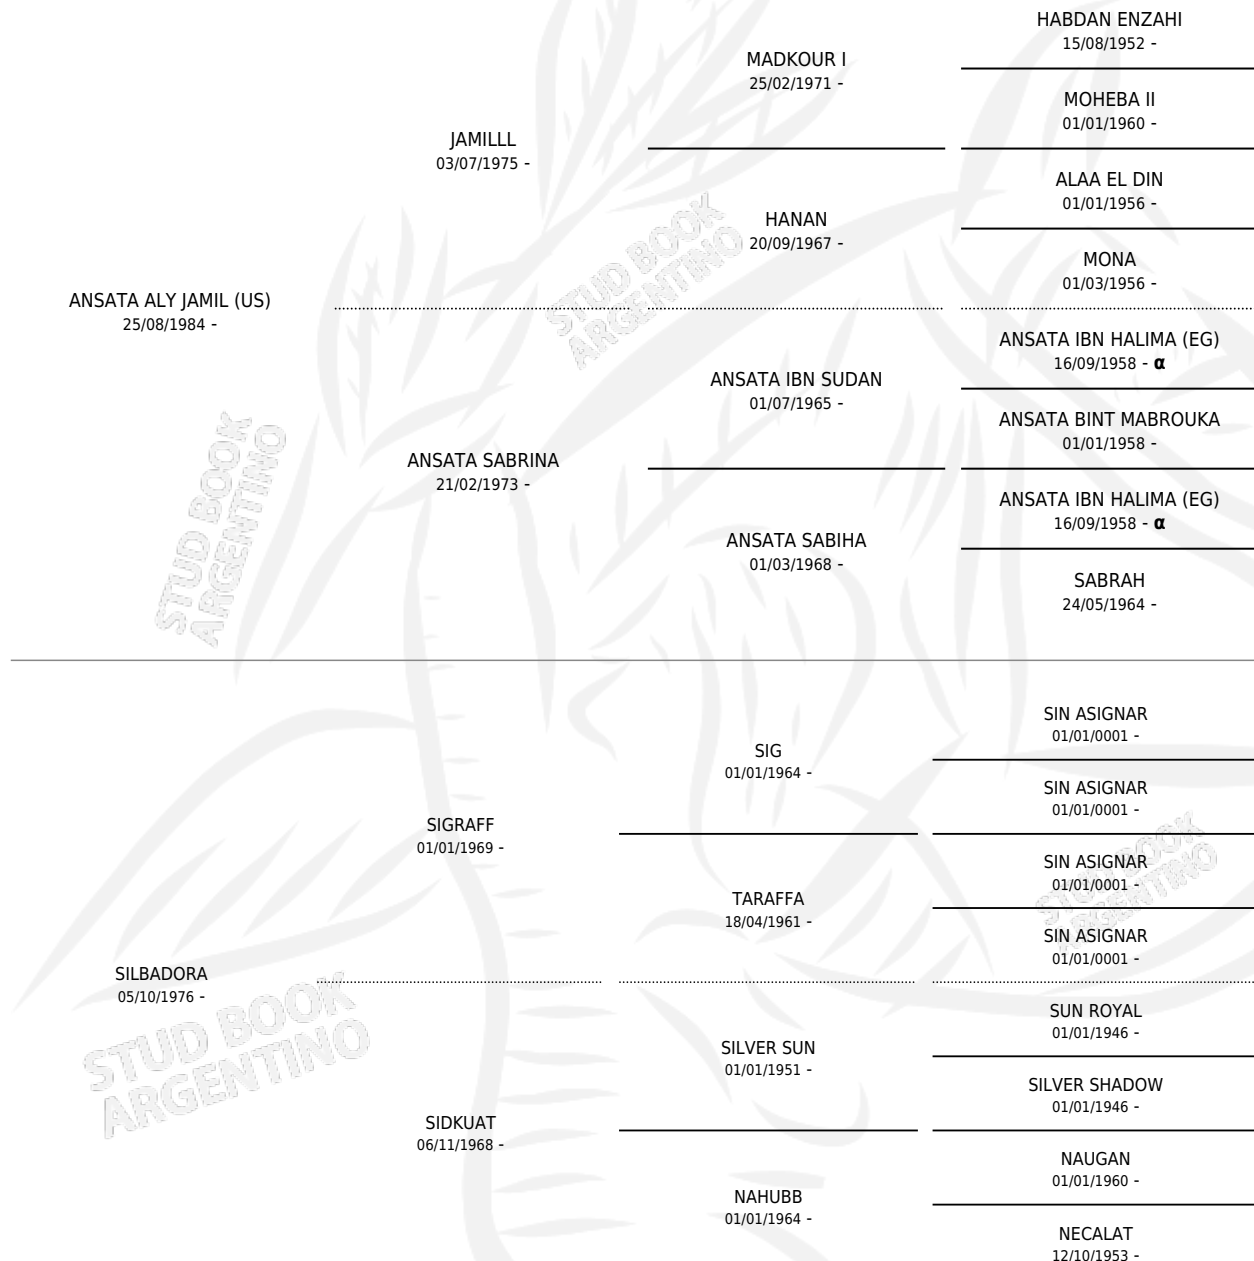 HABDAN ENZAHI
15/08/1952 -
MADKOUR I
25/02/1971 -
MOHEBA II
01/01/1960 -
JAMILLL
03/07/1975 -
ALAA EL DIN
01/01/1956 -
HANAN
20/09/1967 -
MONA
01/03/1956 -
ANSATA ALY JAMIL (US)
25/08/1984 -
ANSATA IBN HALIMA (EG)
16/09/1958 - α
ANSATA IBN SUDAN
01/07/1965 -
ANSATA BINT MABROUKA
01/01/1958 -
ANSATA SABRINA
21/02/1973 -
ANSATA IBN HALIMA (EG)
16/09/1958 - α
ANSATA SABIHA
01/03/1968 -
SABRAH
24/05/1964 -
SIN ASIGNAR
01/01/0001 -
SIG
01/01/1964 -
SIN ASIGNAR
01/01/0001 -
SIGRAFF
01/01/1969 -
SIN ASIGNAR
01/01/0001 -
TARAFFA
18/04/1961 -
SIN ASIGNAR
01/01/0001 -
SILBADORA
05/10/1976 -
SUN ROYAL
01/01/1946 -
SILVER SUN
01/01/1951 -
SILVER SHADOW
01/01/1946 -
SIDKUAT
06/11/1968 -
NAUGAN
01/01/1960 -
NAHUBB
01/01/1964 -
NECALAT
12/10/1953 -
STUD BOOK
ARGENTINO
STUD BOOK
ARGENTINO
STUD BOOK
ARGENTINO
STUD BOOK
ARGENTINO